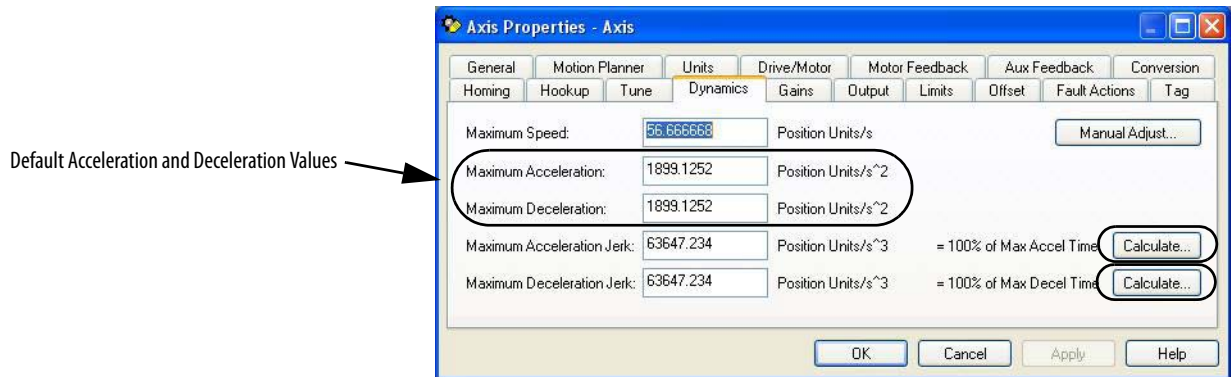 Axis Properties - Axis
General Motion Planner Units Drive/Motor Motor Feedback Aux Feedback Conversion
Homing Hookup Tune Dynamics Gains Output Limits Offset Fault Actions Tag
Maximum Speed: 56.666668 Position Units/s Manual Adjust...
Default Acceleration and Deceleration Values
Maximum Acceleration: 1899.1252 Position Units/s^2
Maximum Deceleration: 1899.1252 Position Units/s^2
Maximum Acceleration Jerk: 63647.234 Position Units/s^3 = 100% of Max Accel Time Calculate...
Maximum Deceleration Jerk: 63647.234 Position Units/s^3 = 100% of Max Decel Time Calculate...
OK Cancel Apply Help